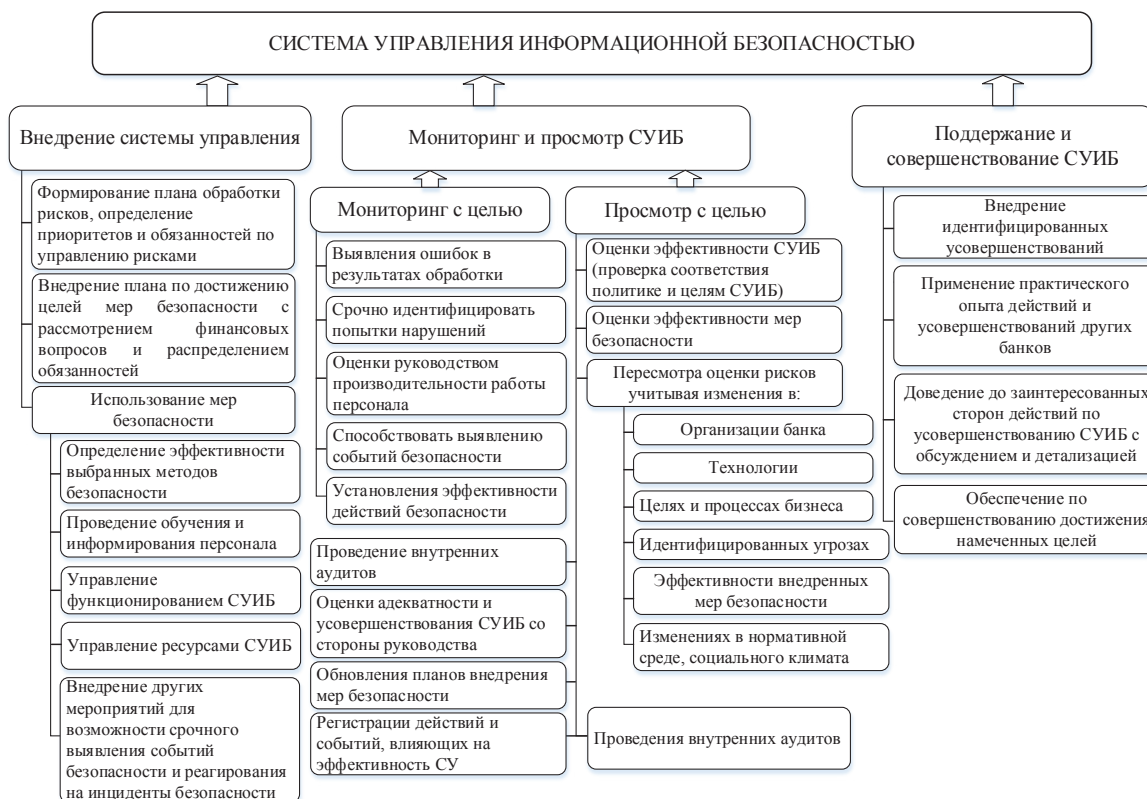 СИСТЕМА УПРАВЛЕНИЯ ИНФОРМАЦИОННОЙ БЕЗОПАСНОСТЬЮ
Внедрение системы управления
Формирование плана обработки
рисков, определение
приоритетов и обязанностей по
управлению рисками
Внедрение плана по достижению
целей мер безопасности с
рассмотрением финансовых
вопросов и распределением
обязанностей
Использование мер
безопасности
Определение эффективности
выбранных методов
безопасности
Проведение обучения и
информирования персонала
Управление
функционированием СУИБ
Управление ресурсами СУИБ
Внедрение других
мероприятий для
возможности срочного
выявления событий
безопасности и реагирования
на инциденты безопасности
Мониторинг и просмотр СУИБ
Мониторинг с целью
Выявления ошибок в
результатах обработки
Срочно идентифицировать
попытки нарушений
Оценки руководством
производительности работы
персонала
Способствовать выявлению
событий безопасности
Установления эффективности
действий безопасности
Проведение внутренних
аудитов
Оценки адекватности и
усовершенствования СУИБ со
стороны руководства
Обновления планов внедрения
мер безопасности
Регистрации действий и
событий, влияющих на
эффективность СУ
Просмотр с целью
Оценки эффективности СУИБ
(проверка соответствия
политике и целям СУИБ)
Оценки эффективности мер
безопасности
Пересмотра оценки рисков
учитывая изменения в:
Организации банка
Технологии
Целях и процессах бизнеса
Идентифицированных угрозах
Эффективности внедренных
мер безопасности
Изменениях в нормативной
среде, социального климата
Проведения внутренних аудитов
Поддержание и
совершенствование СУИБ
Внедрение
идентифицированных
усовершенствований
Применение практического
опыта действий и
усовершенствований других
банков
Доведение до заинтересованных
сторон действий по
усовершенствованию СУИБ с
обсуждением и детализацией
Обеспечение по
совершенствованию достижения
намеченных целей